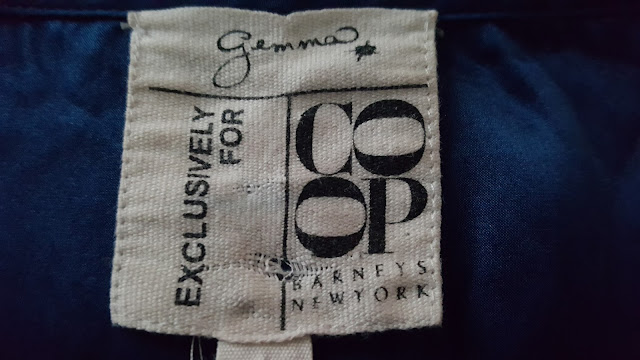 Gemma
EXCLUSIVELY
FOR
CO
OP
BARNEYS
NEW YORK